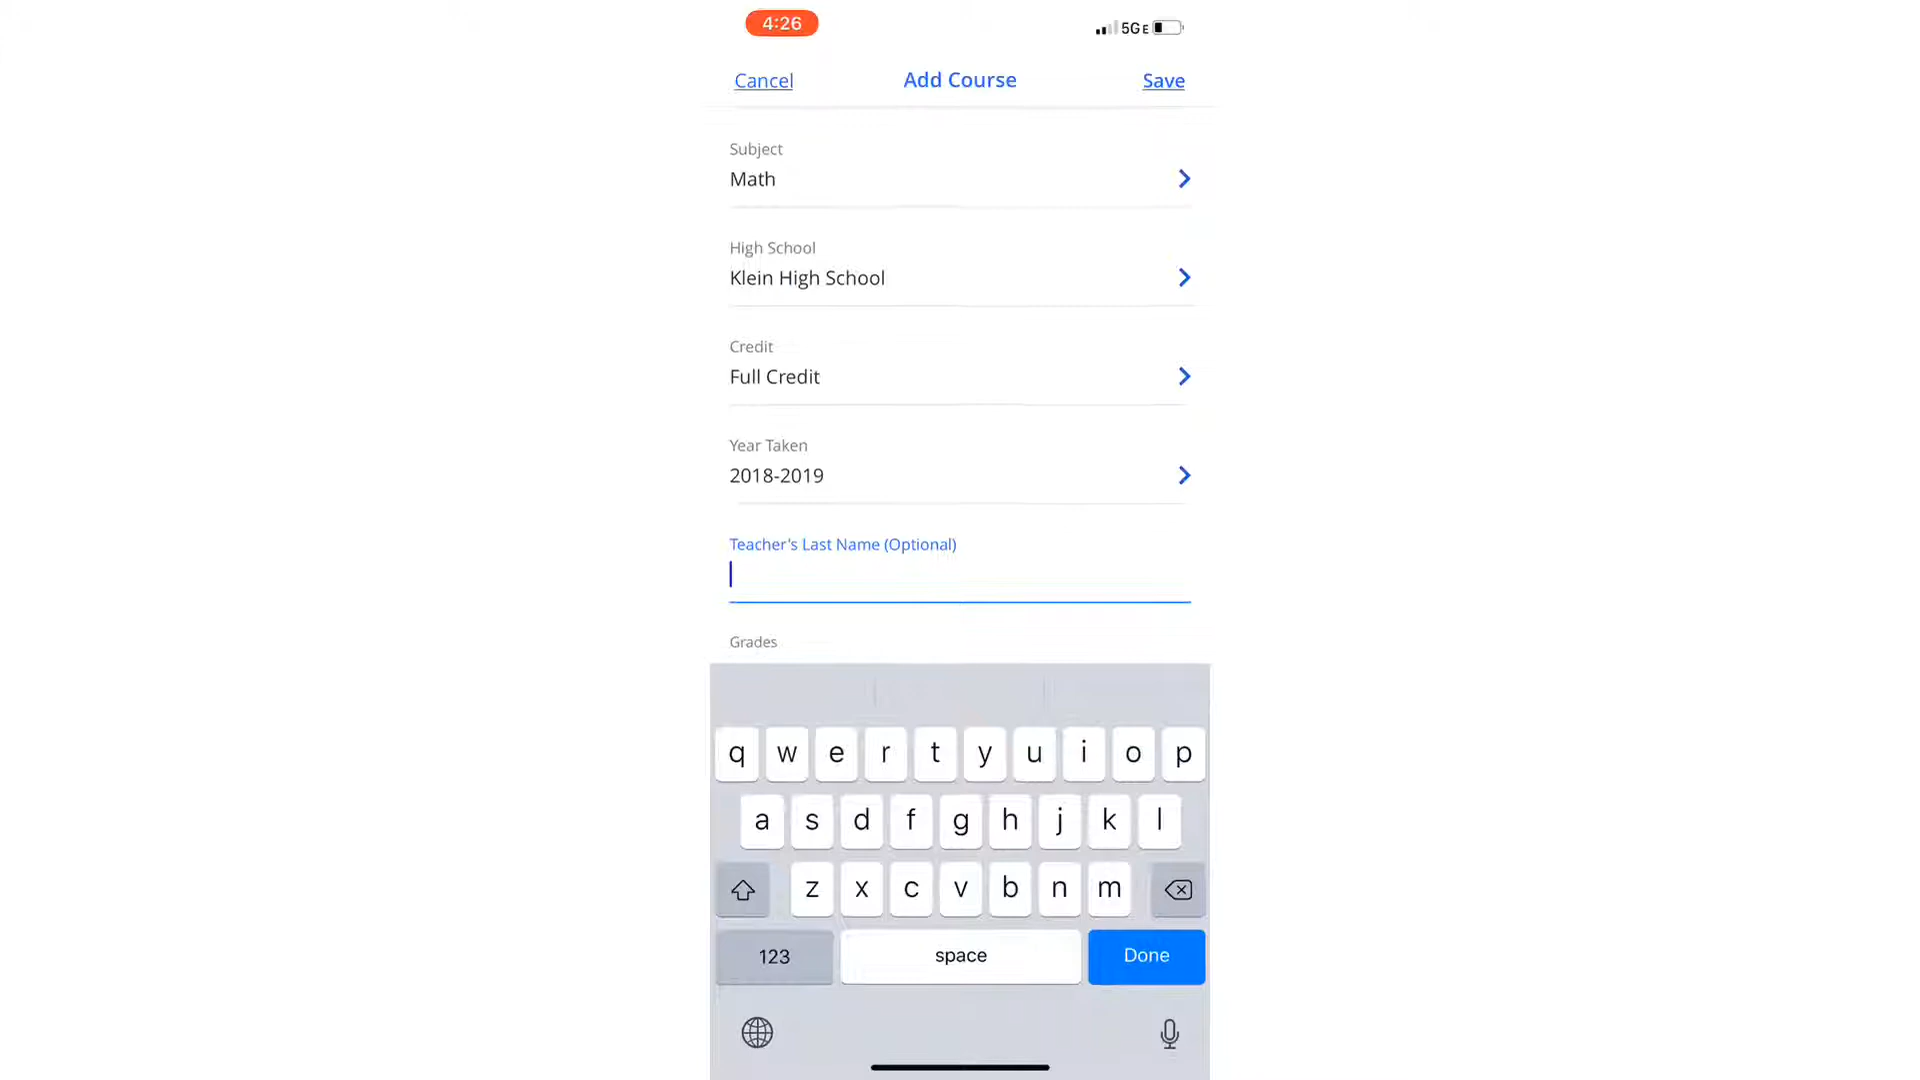 4:26
5GE
Cancel Add Course Save
Subject
Math
High School
Klein High School
Credit
Full Credit
Year Taken
2018-2019
Teacher's Last Name (Optional)
Grades
q w e r t y u i o p
a s d f g h j k l
z x c v b n m
123 space Done